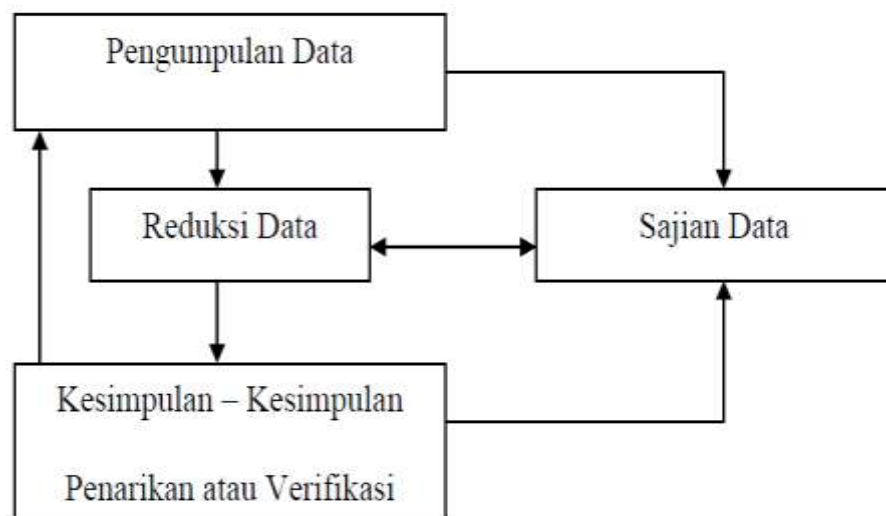 Pengumpulan Data
Reduksi Data
Sajian Data
Kesimpulan – Kesimpulan
Penarikan atau Verifikasi